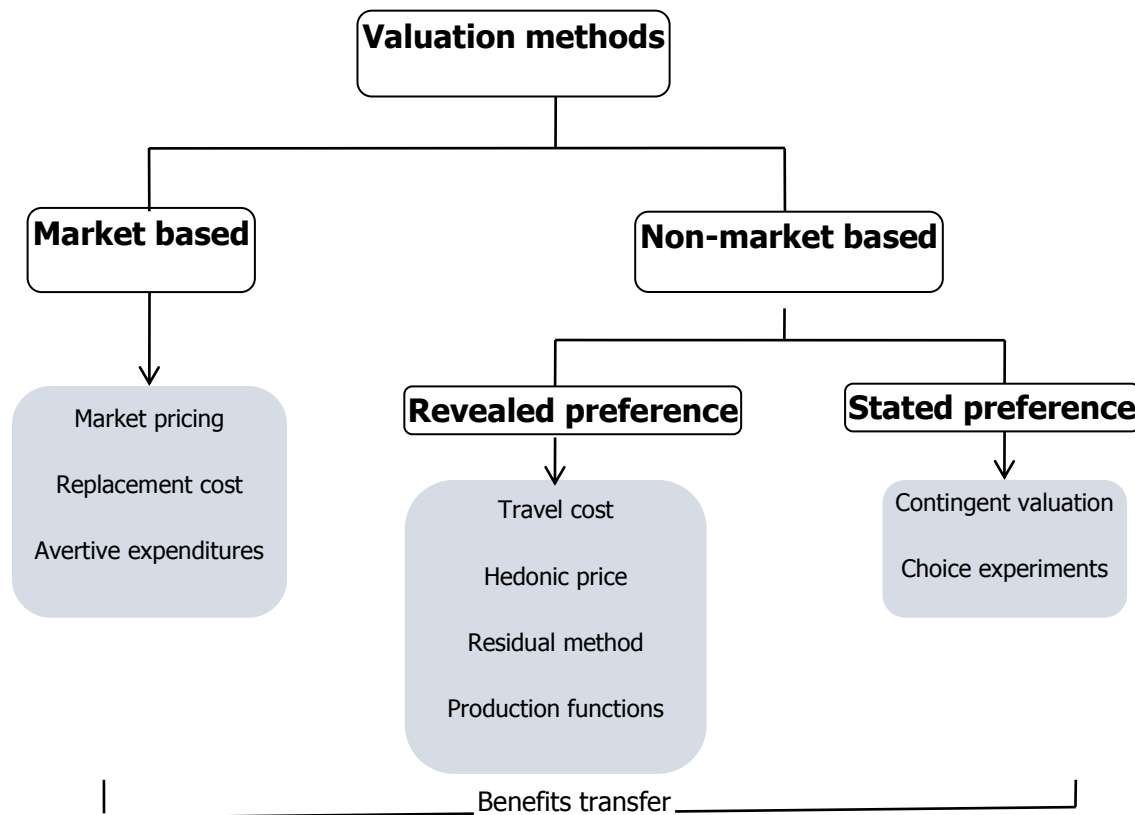 Valuation methods
Market based
Non-market based
Market pricing
Replacement cost
Avertive expenditures
Revealed preference
Travel cost
Hedonic price
Residual method
Production functions
Stated preference
Contingent valuation
Choice experiments
Benefits transfer